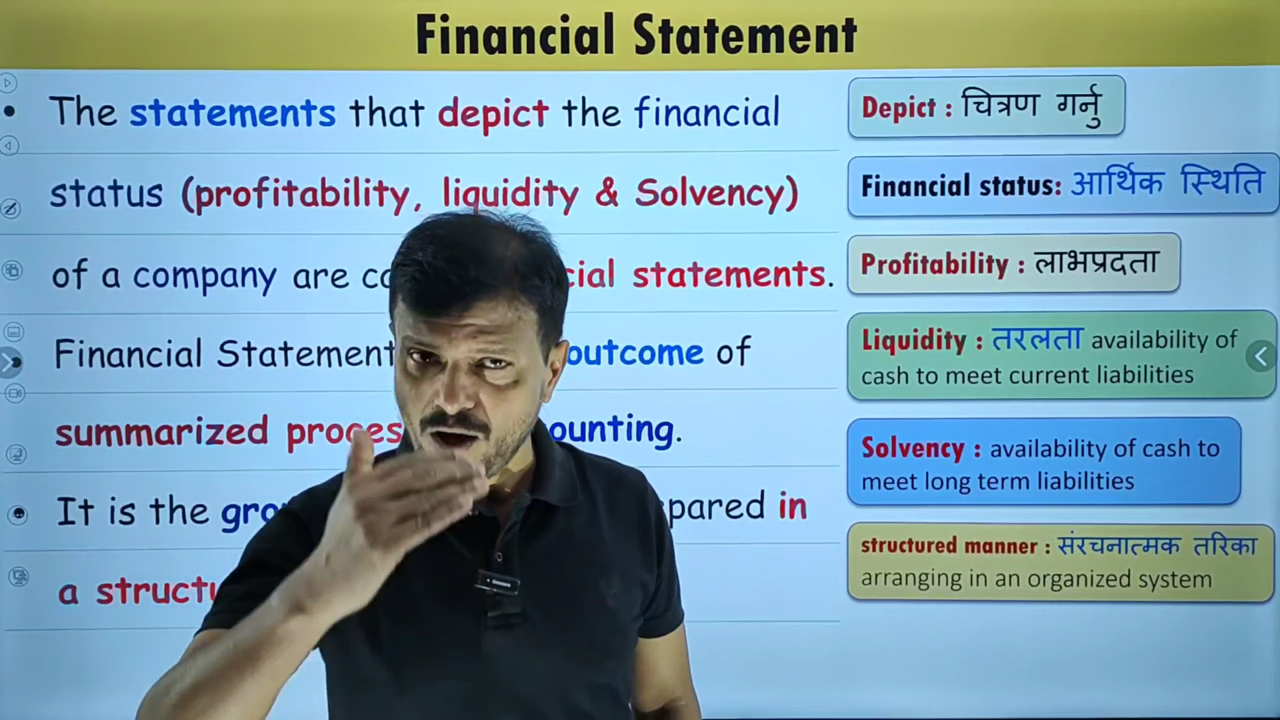 Financial Statement
The statements that depict the financial
status (profitability, liquidity & Solvency)
of a company are cial statements.
Financial Statement outcome of
summarized proces ounting.
It is the gro pared in
a structu
Depict : चित्रण गर्नु
Financial status: आर्थिक स्थिति
Profitability : लाभप्रदता
Liquidity : तरलता availability of
cash to meet current liabilities
Solvency : availability of cash to
meet long term liabilities
structured manner : संरचनात्मक तरिका
arranging in an organized system